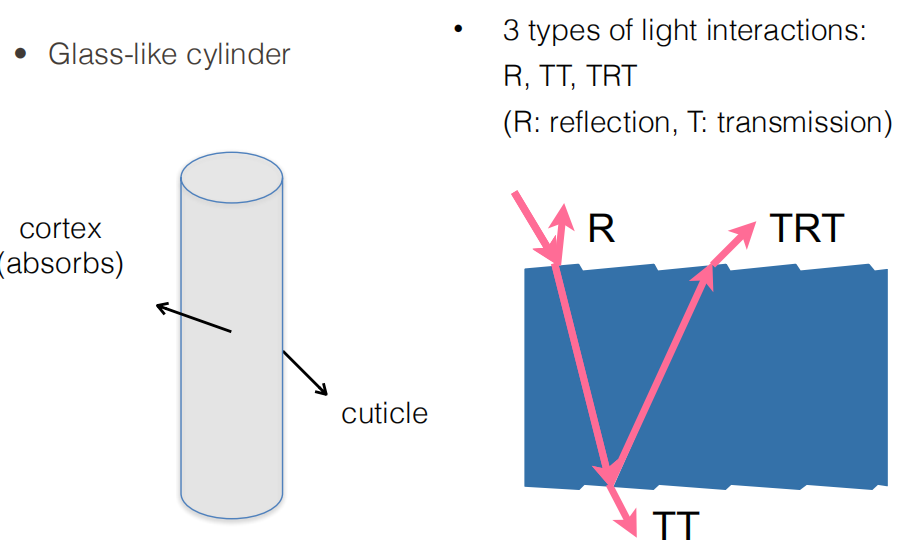 • Glass-like cylinder
cortex
(absorbs)
cuticle
• 3 types of light interactions:
R, TT, TRT
(R: reflection, T: transmission)
R
TRT
TT